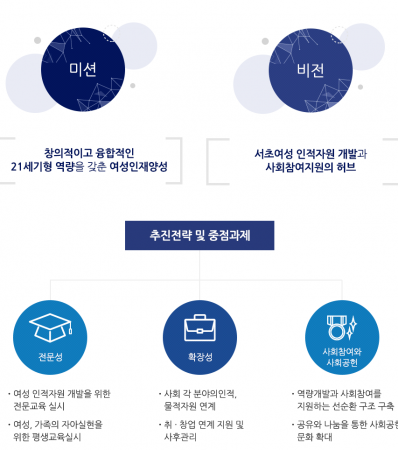 미션
비전
창의적이고 융합적인
21세기형 역량을 갖춘 여성인재양성
서초여성 인적자원 개발과
사회참여지원의 허브
추진전략 및 중점과제
전문성
확장성
사회참여와
사회공헌
· 여성 인적자원 개발을 위한
전문교육 실시
· 여성, 가족의 자아실현을
위한 평생교육실시
· 사회 각 분야의인적,
물적자원 연계
· 취 · 창업 연계 지원 및
사후관리
· 역량개발과 사회참여를
지원하는 선순환 구조 구축
· 공유와 나눔을 통한 사회공헌
문화 확대